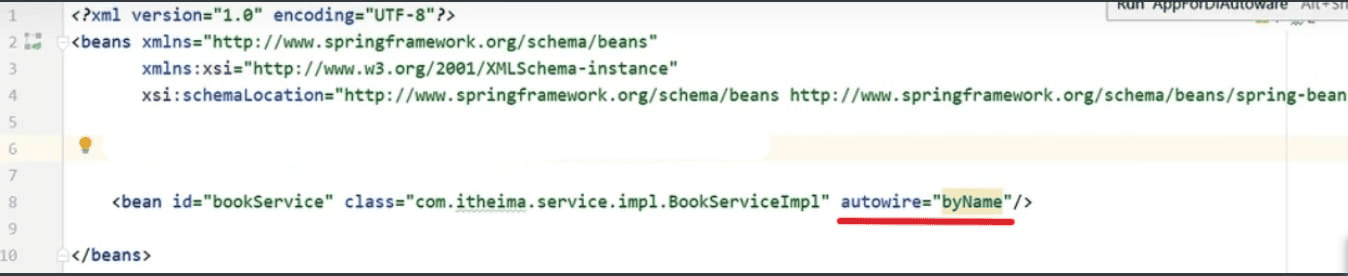 Run 'AppForDIAutoware' Alt+Sh
1 <?xml version="1.0" encoding="UTF-8"?>
2 <beans xmlns="http://www.springframework.org/schema/beans"
3 xmlns:xsi="http://www.w3.org/2001/XMLSchema-instance"
4 xsi:schemaLocation="http://www.springframework.org/schema/beans http://www.springframework.org/schema/beans/spring-bean
5
6
7
8 <bean id="bookService" class="com.itheima.service.impl.BookServiceImpl" autowire="byName"/>
9
10 </beans>